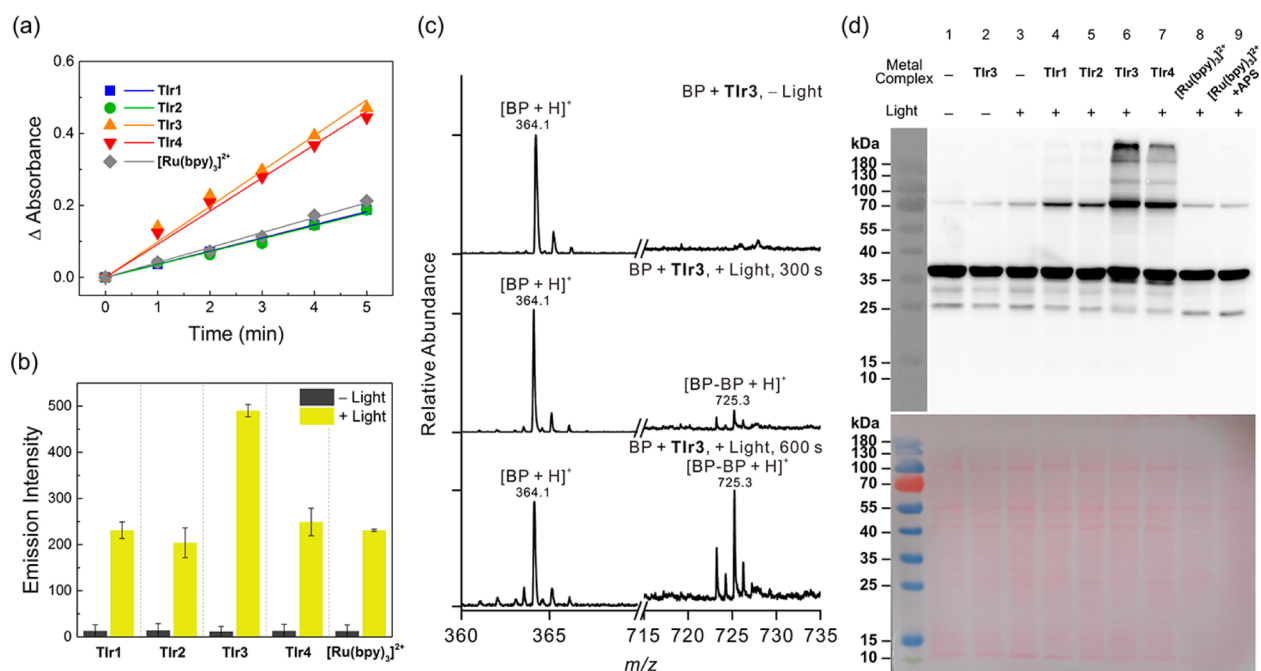 (a)
0.6
0.4
0.2
0.0
Δ Absorbance
TIr1
TIr2
TIr3
TIr4
[Ru(bpy)₃]²⁺
0 1 2 3 4 5
Time (min)
(b)
500
400
300
200
100
0
Emission Intensity
– Light
+ Light
TIr1 TIr2 TIr3 TIr4 [Ru(bpy)₃]²⁺
(c)
Relative Abundance
BP + TIr3, – Light
[BP + H]⁺
364.1
BP + TIr3, + Light, 300 s
[BP + H]⁺
364.1
[BP-BP + H]⁺
725.3
BP + TIr3, + Light, 600 s
[BP + H]⁺
364.1
[BP-BP + H]⁺
725.3
360 365 715 720 725 730 735
m/z
(d)
1 2 3 4 5 6 7 8 9
Metal
Complex
– TIr3 – TIr1 TIr2 TIr3 TIr4 [Ru(bpy)₃]²⁺ [Ru(bpy)₃]²⁺
+APS
Light – – + + + + + + +
kDa
180
130
100
70
55
40
35
25
15
10
kDa
180
130
100
70
55
40
35
25
15
10